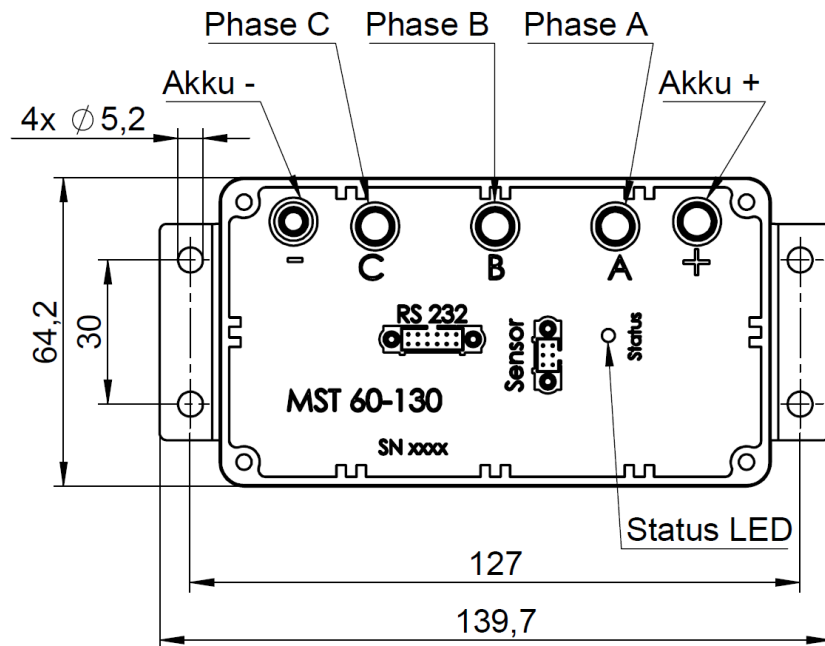 Phase C
Phase B
Phase A
Akku -
Akku +
4x ∅ 5,2
-
C
B
A
+
RS 232
Sensor
Status
64,2
30
MST 60-130
SN xxxx
Status LED
127
139,7